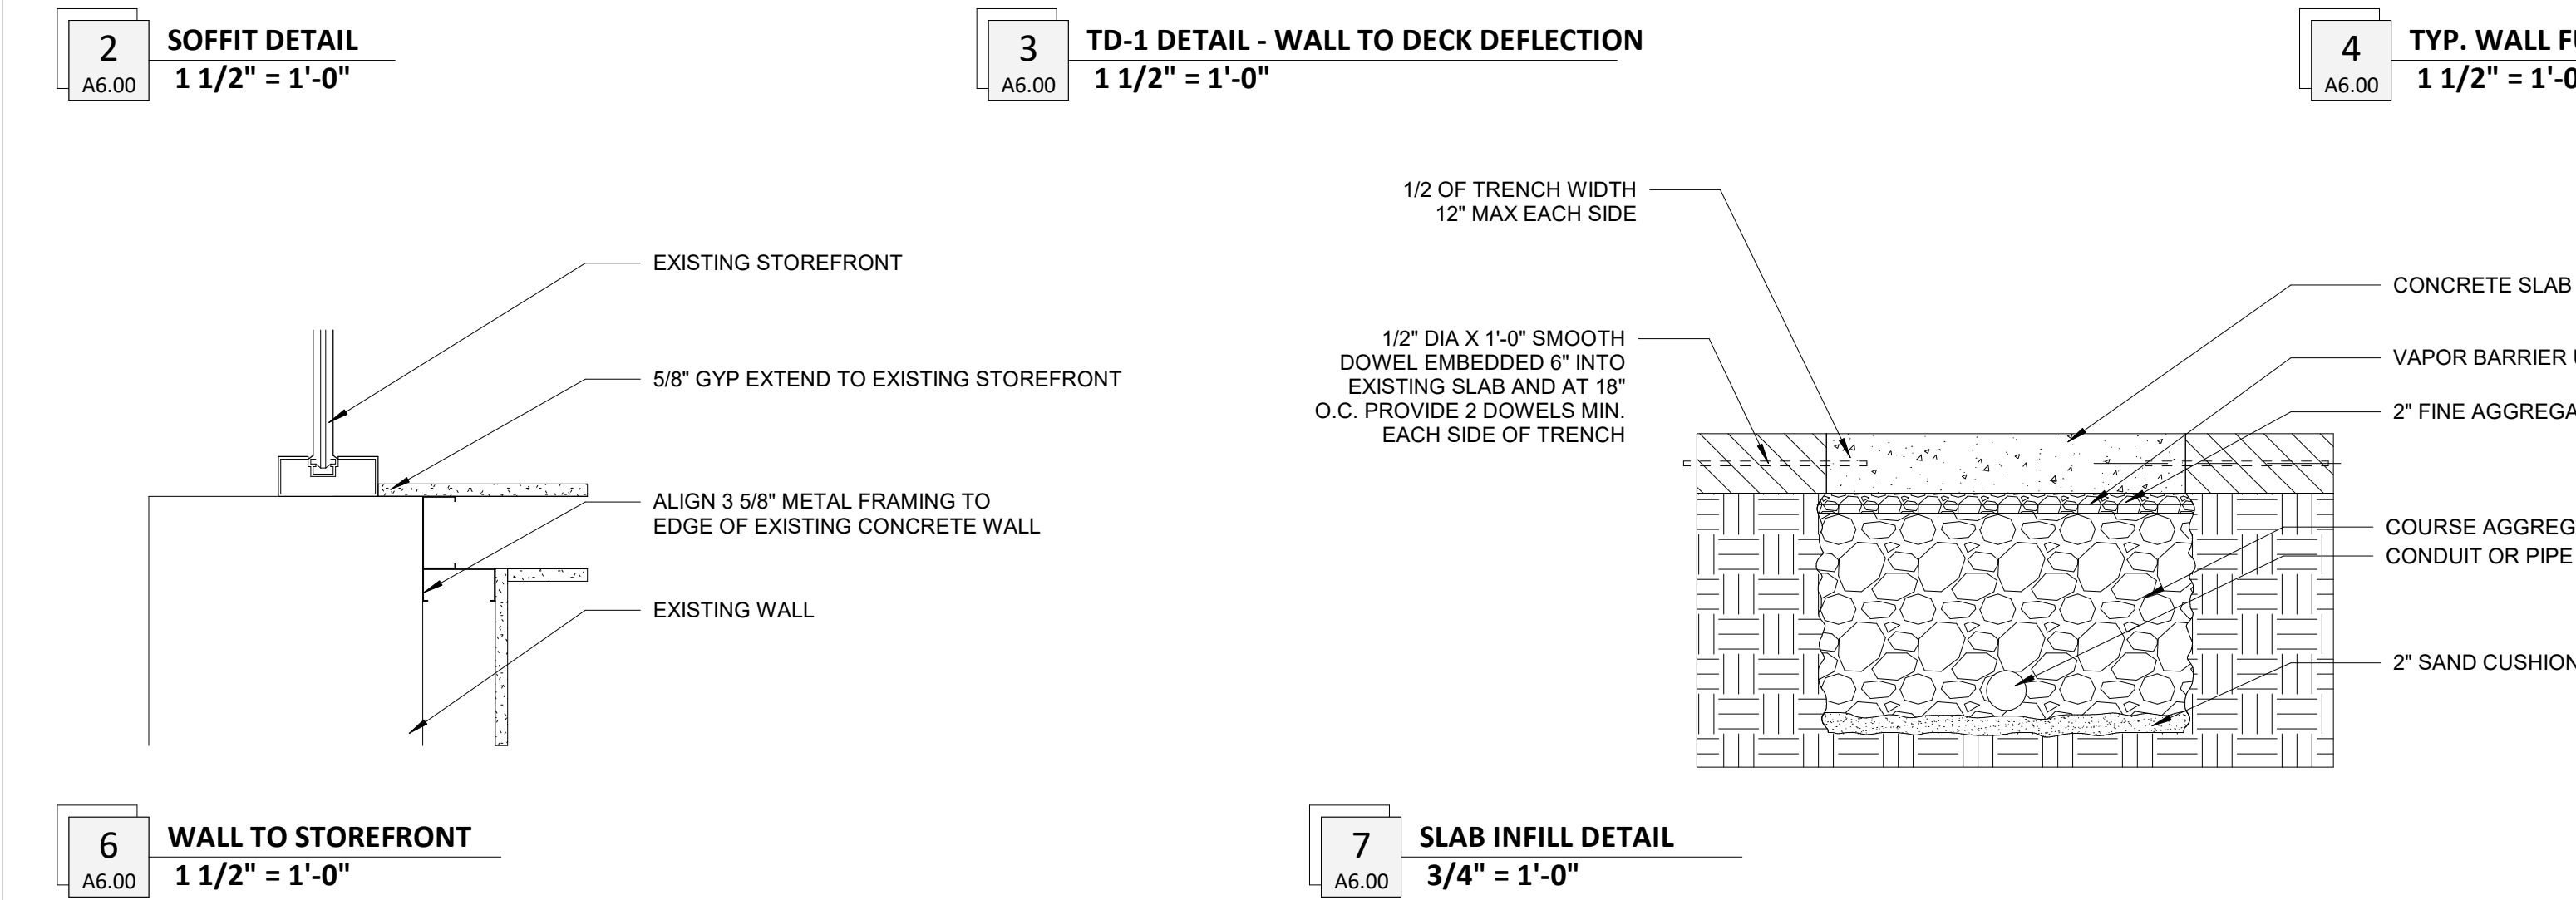 2
A6.00
SOFFIT DETAIL
1 1/2" = 1'-0"
3
A6.00
TD-1 DETAIL - WALL TO DECK DEFLECTION
1 1/2" = 1'-0"
4
A6.00
TYP. WALL
1 1/2" = 1'-0
EXISTING STOREFRONT
5/8" GYP EXTEND TO EXISTING STOREFRONT
ALIGN 3 5/8" METAL FRAMING TO
EDGE OF EXISTING CONCRETE WALL
EXISTING WALL
1/2 OF TRENCH WIDTH
12" MAX EACH SIDE
1/2" DIA X 1'-0" SMOOTH
DOWEL EMBEDDED 6" INTO
EXISTING SLAB AND AT 18"
O.C. PROVIDE 2 DOWELS MIN.
EACH SIDE OF TRENCH
CONCRETE SLAB
VAPOR BARRIER
2" FINE AGGREGA
COURSE AGGREG
CONDUIT OR PIPE
2" SAND CUSHION
6
A6.00
WALL TO STOREFRONT
1 1/2" = 1'-0"
7
A6.00
SLAB INFILL DETAIL
3/4" = 1'-0"